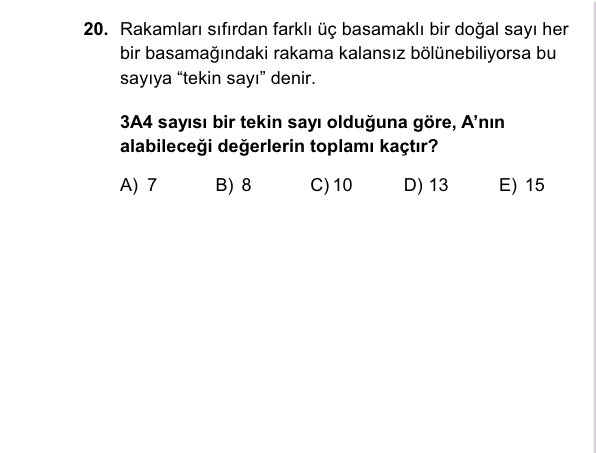 20. Rakamları sıfırdan farklı üç basamaklı bir doğal sayı her
bir basamağındaki rakama kalansız bölünebiliyorsa bu
sayıya “tekin sayı” denir.
3A4 sayısı bir tekin sayı olduğuna göre, A’nın
alabileceği değerlerin toplamı kaçtır?
A) 7 B) 8 C) 10 D) 13 E) 15